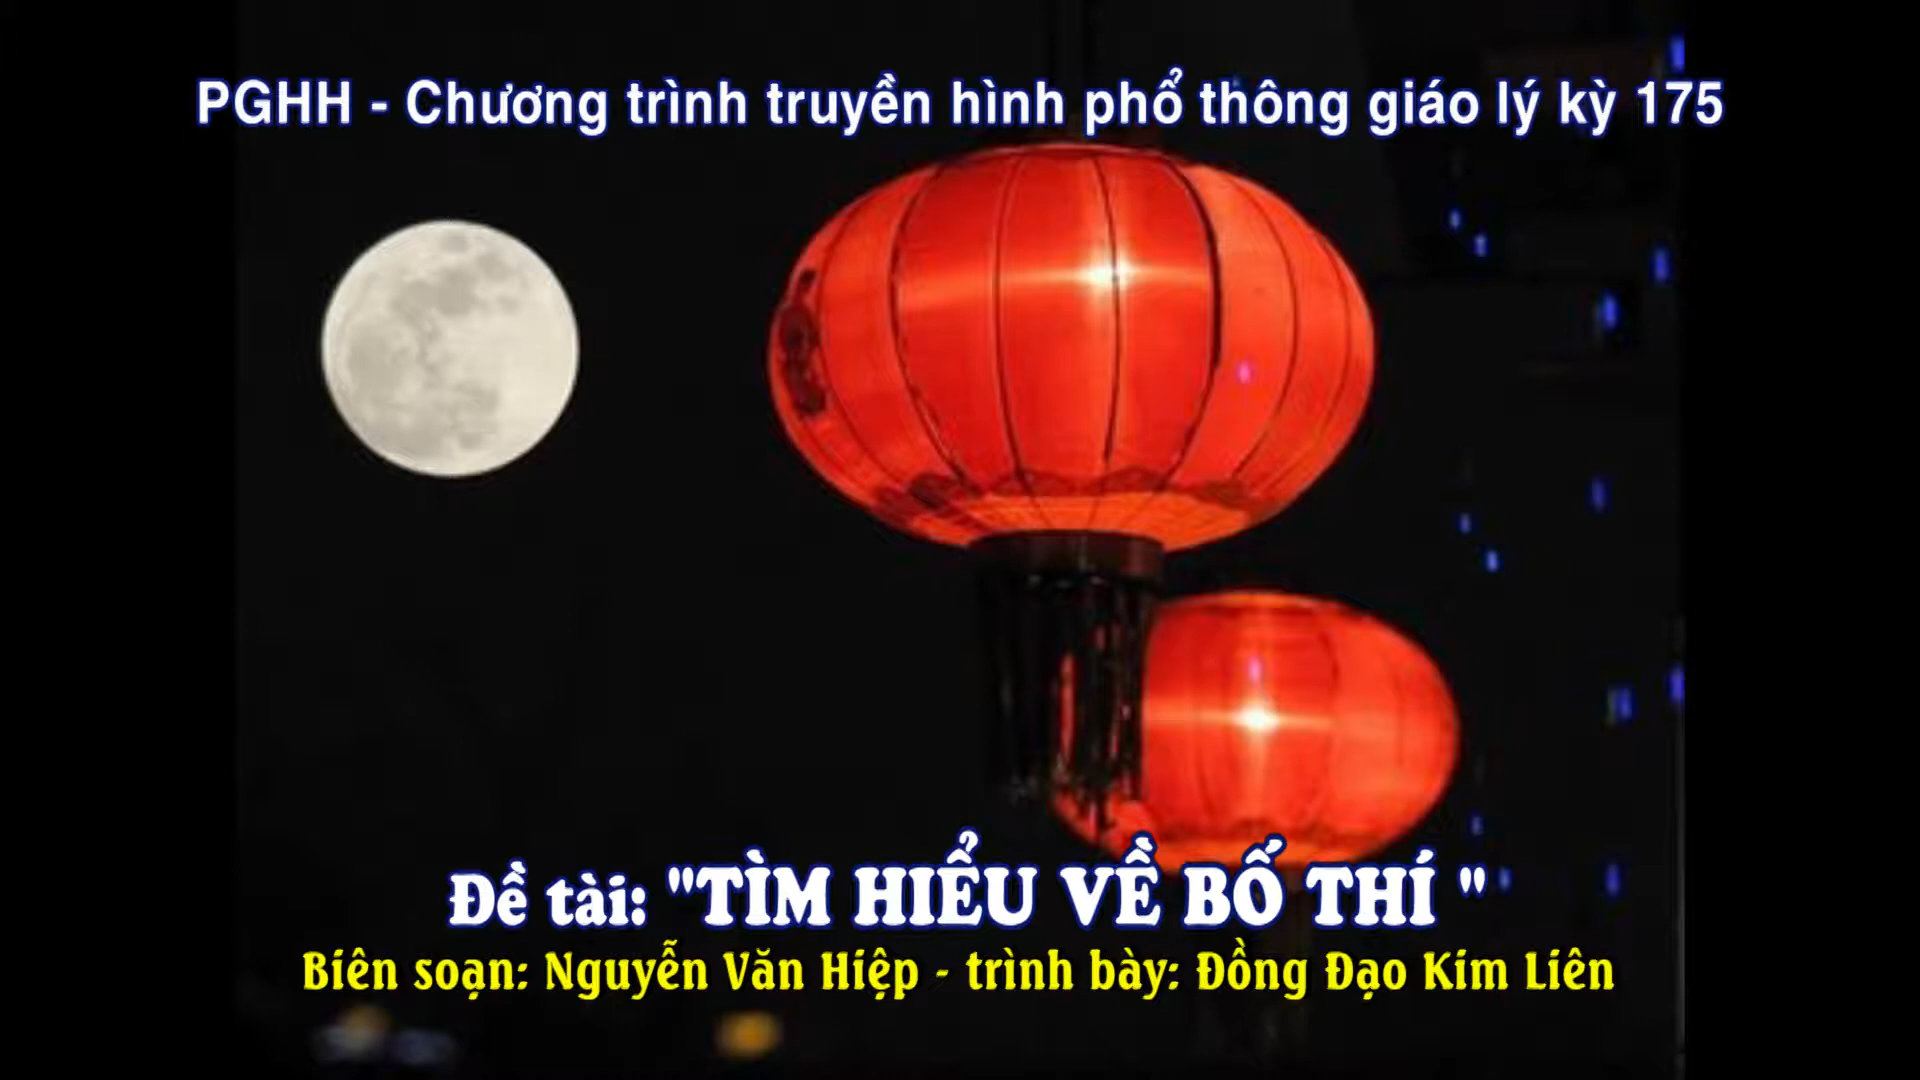 PGHH - Chương trình truyền hình phổ thông giáo lý kỳ 175
Đề tài: "TÌM HIỂU VỀ BỐ THÍ "
Biên soạn: Nguyễn Văn Hiệp - trình bày: Đồng Đạo Kim Liên